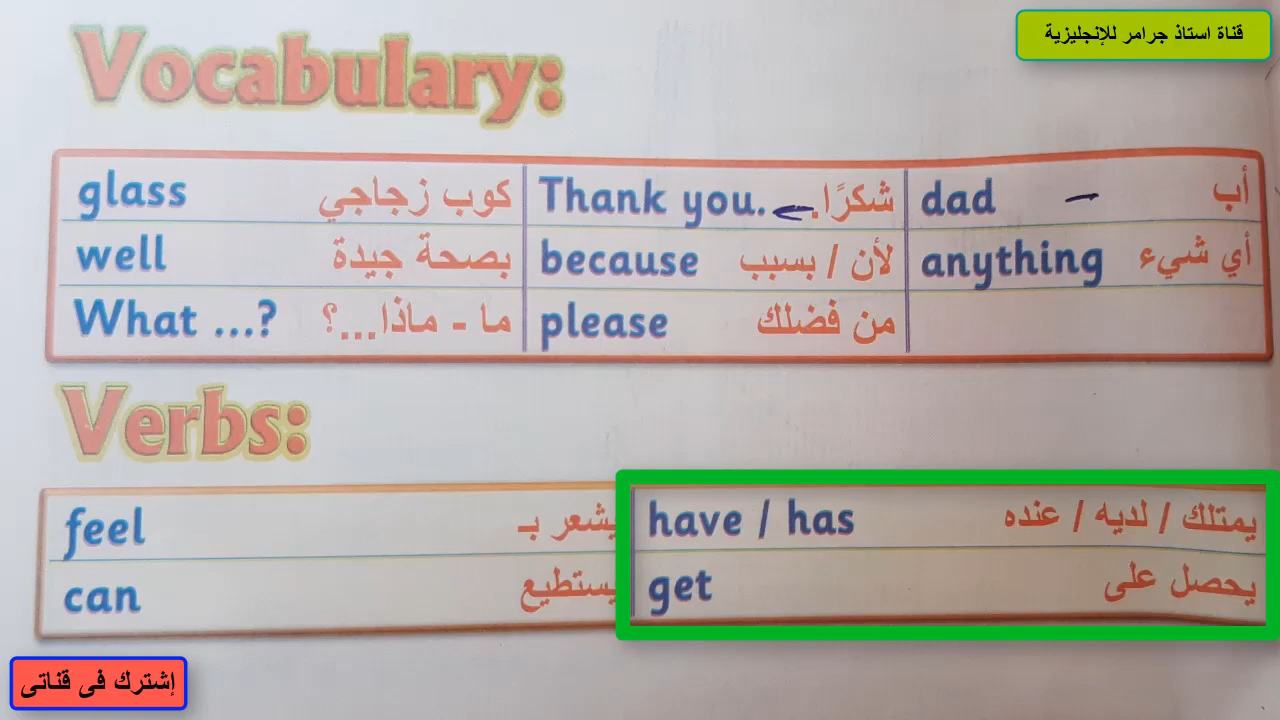 قناة استاذ جرامر للإنجليزية
Vocabulary:
glass كوب زجاجي Thank you. شكرًا. dad أب
well بصحة جيدة because لأن / بسبب anything أي شيء
What ...? ما - ماذا...؟ please من فضلك
Verbs:
feel يشعر بـ have / has يمتلك / لديه / عنده
can يستطيع get يحصل على
إشترك فى قناتى